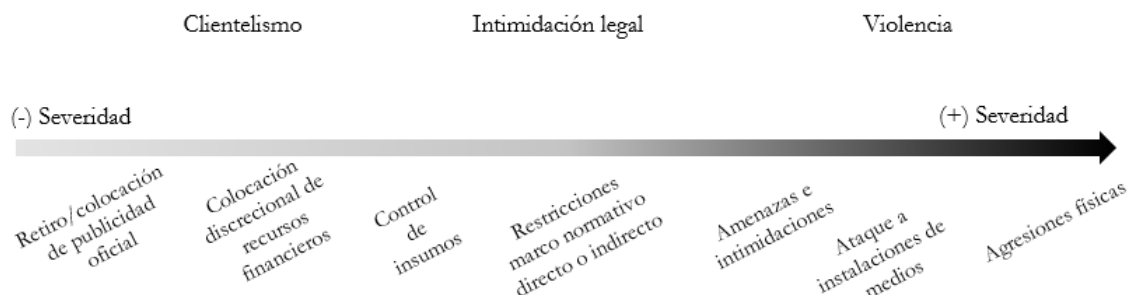 Clientelismo
Intimidación legal
Violencia
(-) Severidad
(+) Severidad
Retiro/colocación
de publicidad
oficial
Colocación
discrecional de
recursos
financieros
Control
de
insumos
Restricciones
marco normativo
directo o indirecto
Amenazas e
intimidaciones
Ataque a
instalaciones de
medios
Agresiones físicas